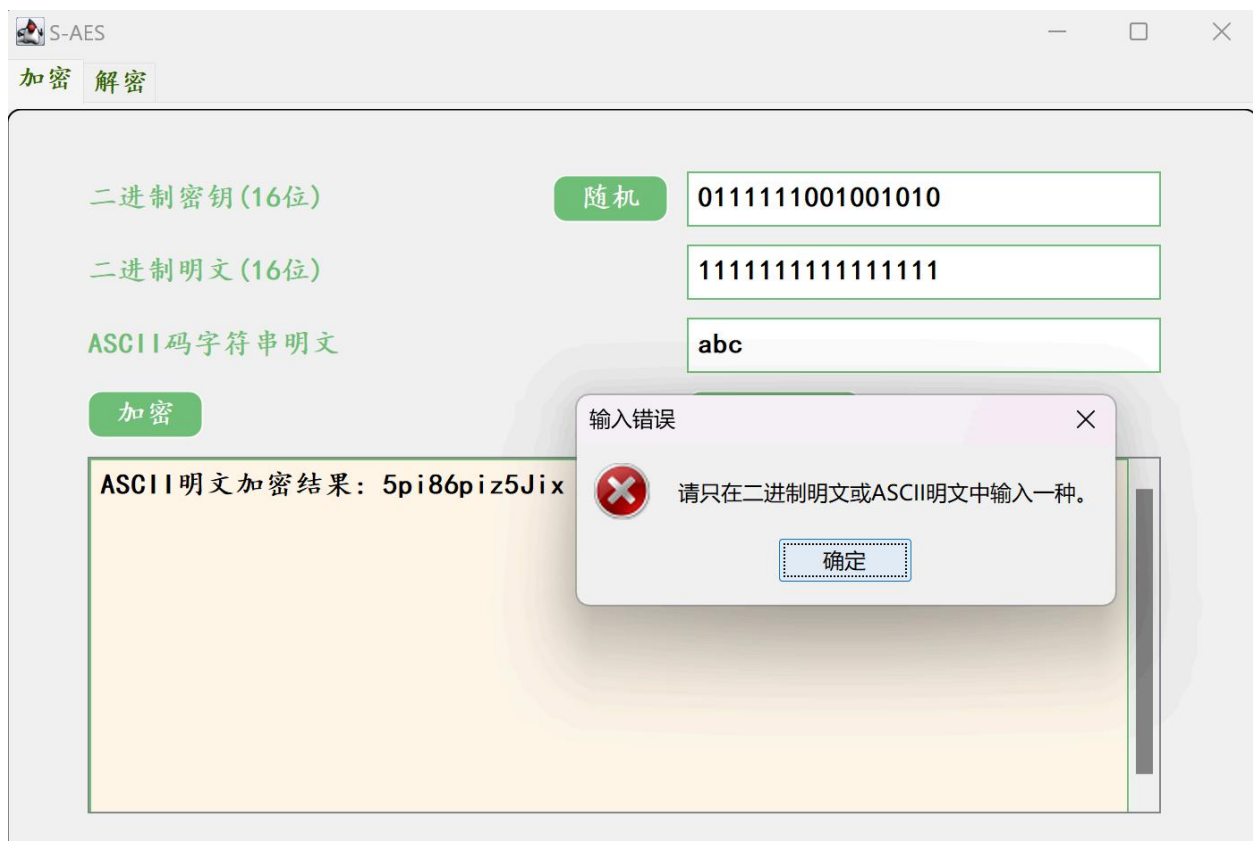 S-AES
加密 解密
二进制密钥(16位) 随机 0111111001001010
二进制明文(16位) 1111111111111111
ASCII码字符串明文 abc
加密
输入错误
ASCII明文加密结果: 5pi86piz5Jix
请只在二进制明文或ASCII明文中输入一种。
确定